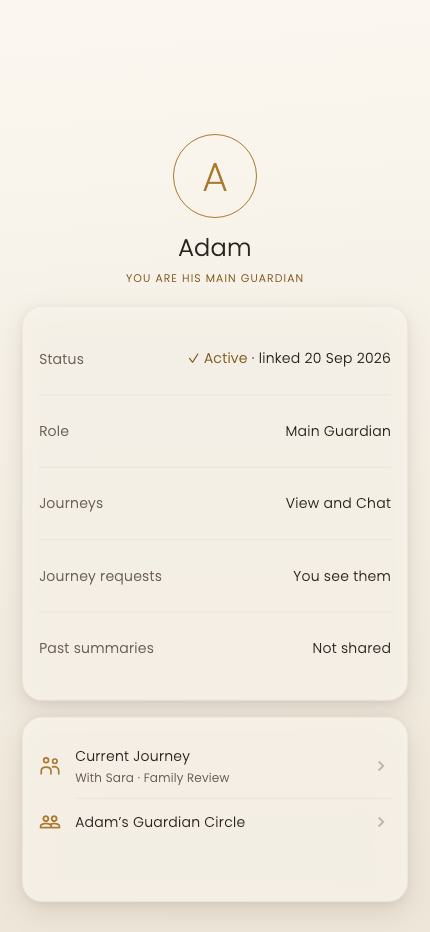 A
Adam
YOU ARE HIS MAIN GUARDIAN
Status ✓ Active · linked 20 Sep 2026
Role Main Guardian
Journeys View and Chat
Journey requests You see them
Past summaries Not shared
Current Journey
With Sara · Family Review
Adam’s Guardian Circle